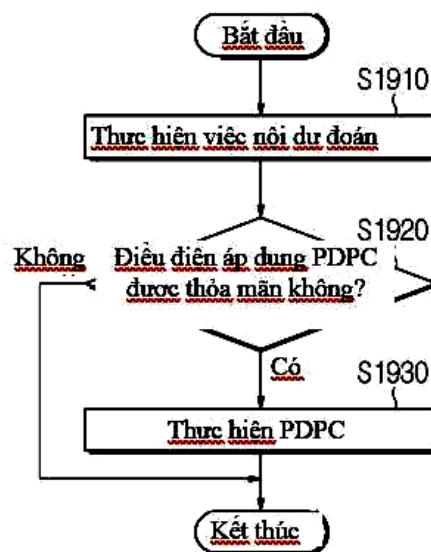 Bắt đầu
S1910
Thực hiện việc nội dự đoán
S1920
Không
Điều điện áp dụng PDPC
được thỏa mãn không?
Có
S1930
Thực hiện PDPC
Kết thúc